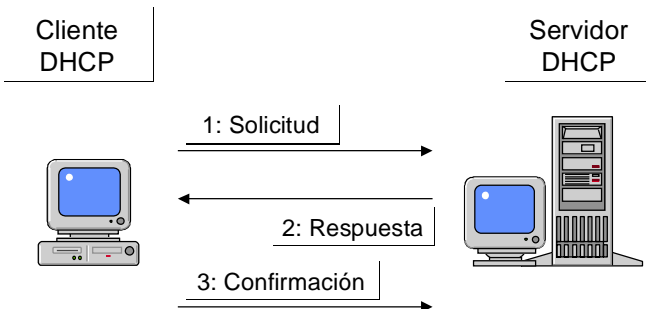 Cliente
DHCP
Servidor
DHCP
1: Solicitud
2: Respuesta
3: Confirmación